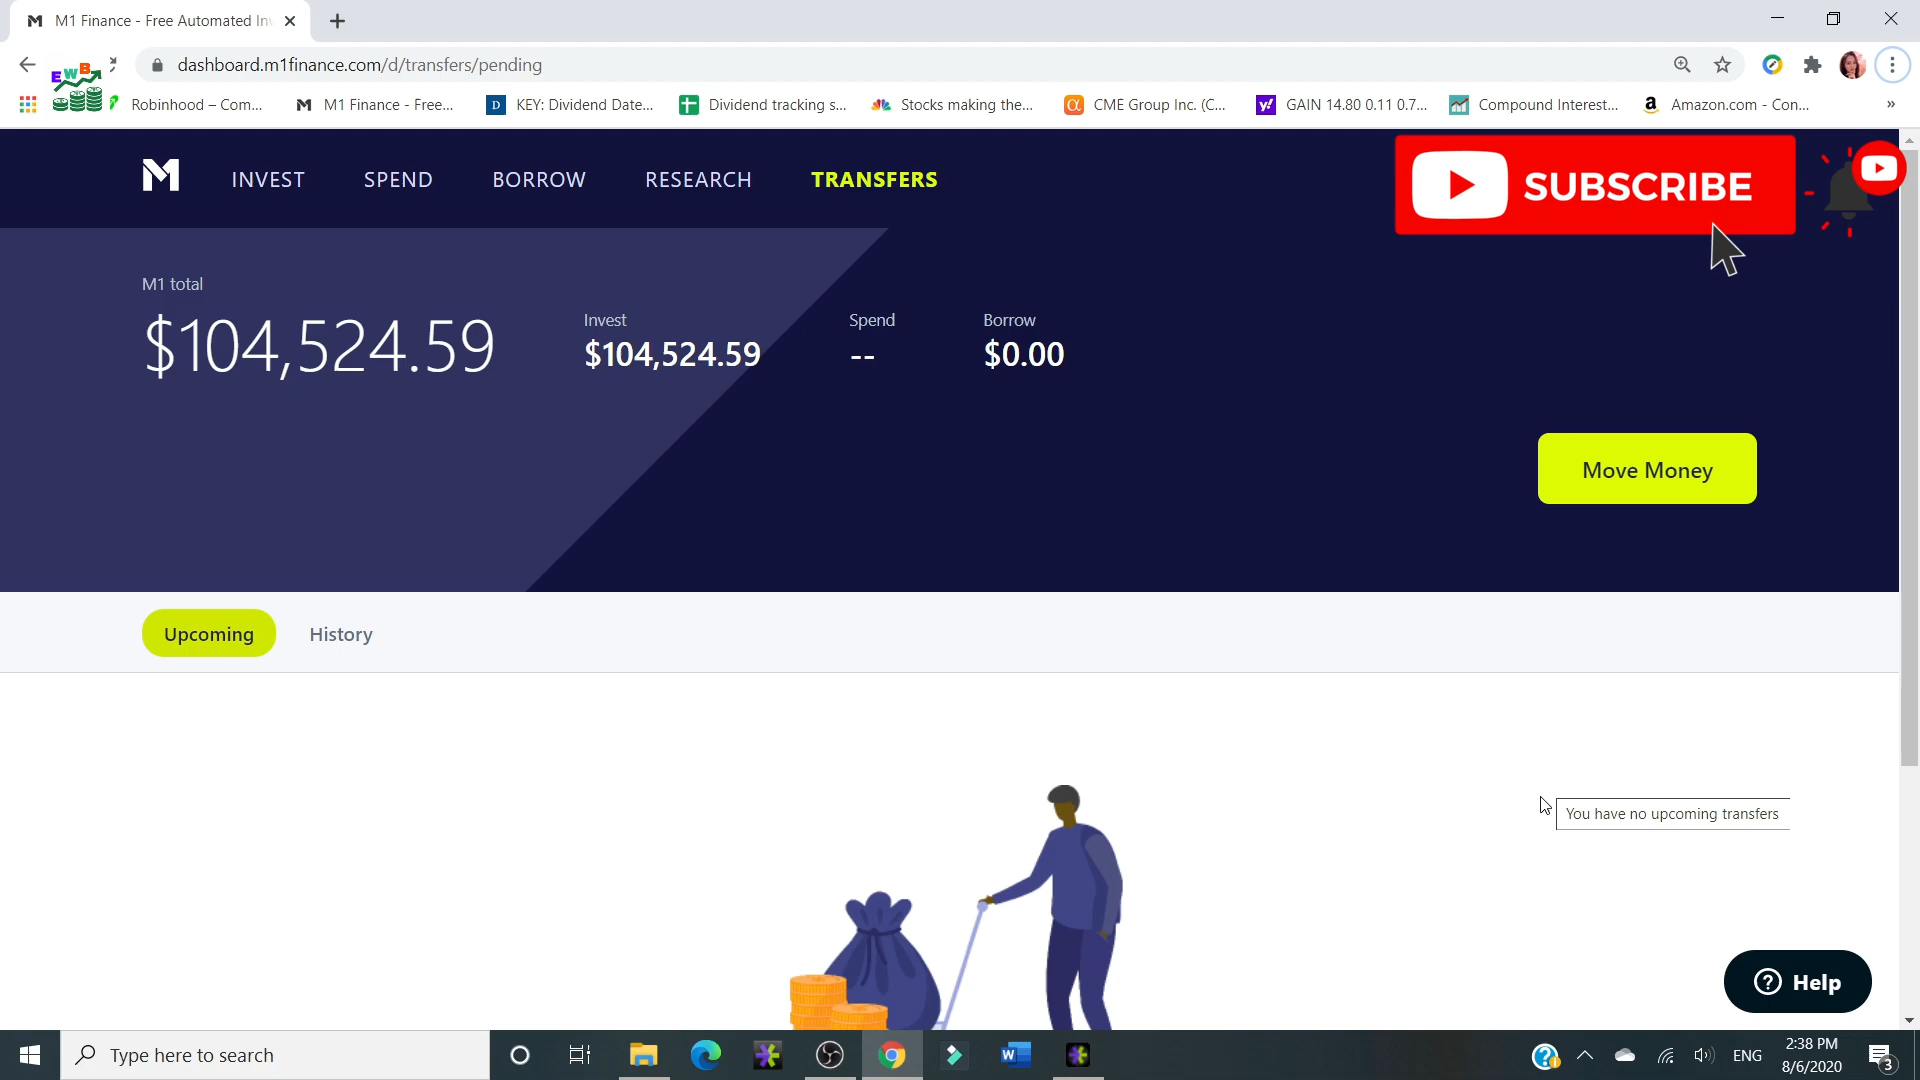 M1 Finance - Free Automated In
dashboard.m1finance.com/d/transfers/pending
EWB
Robinhood – Com...
M1 Finance - Free...
KEY: Dividend Date...
Dividend tracking s...
Stocks making the...
CME Group Inc. (C...
GAIN 14.80 0.11 0.7...
Compound Interest...
Amazon.com - Con...
INVEST
SPEND
BORROW
RESEARCH
TRANSFERS
SUBSCRIBE
M1 total
$104,524.59
Invest
$104,524.59
Spend
--
Borrow
$0.00
Move Money
Upcoming
History
You have no upcoming transfers
Help
Type here to search
ENG
2:38 PM
8/6/2020
3